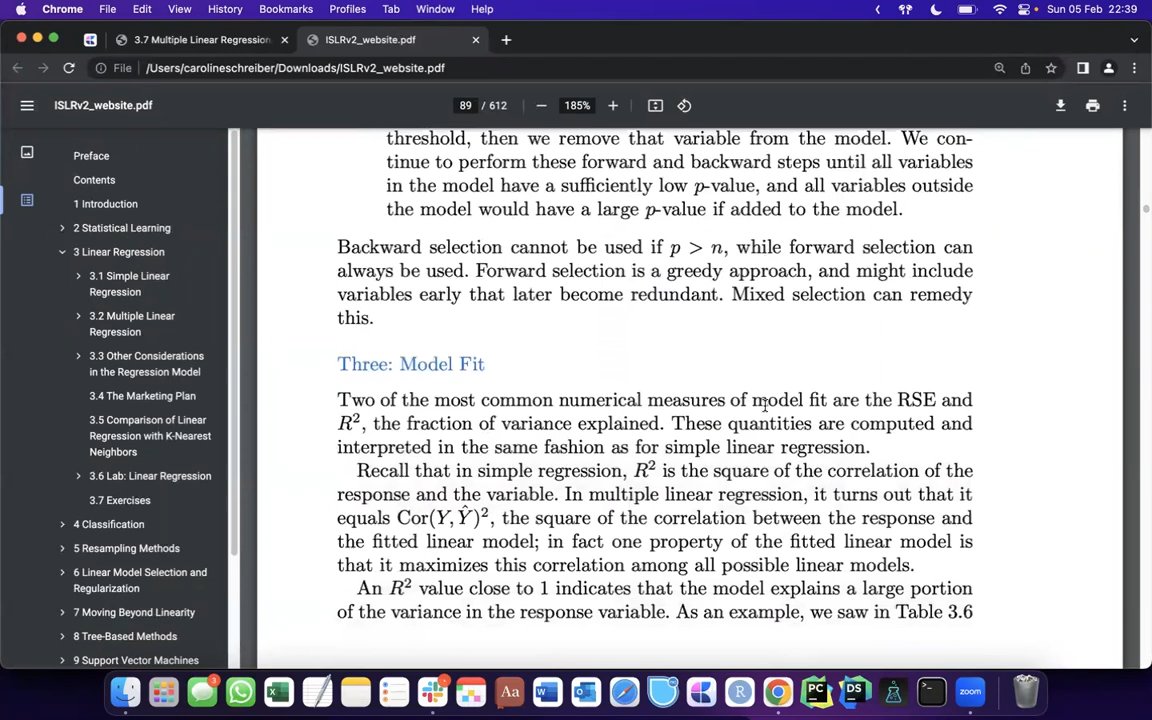 Chrome File Edit View History Bookmarks Profiles Tab Window Help Sun 05 Feb 22:39
3.7 Multiple Linear Regression ISLRv2_website.pdf
File /Users/carolineschreiber/Downloads/ISLRv2_website.pdf
ISLRv2_website.pdf 89 / 612 185%
Preface
Contents
1 Introduction
2 Statistical Learning
3 Linear Regression
3.1 Simple Linear
Regression
3.2 Multiple Linear
Regression
3.3 Other Considerations
in the Regression Model
3.4 The Marketing Plan
3.5 Comparison of Linear
Regression with K-Nearest
Neighbors
3.6 Lab: Linear Regression
3.7 Exercises
4 Classification
5 Resampling Methods
6 Linear Model Selection and
Regularization
7 Moving Beyond Linearity
8 Tree-Based Methods
9 Support Vector Machines
threshold, then we remove that variable from the model. We con-
tinue to perform these forward and backward steps until all variables
in the model have a sufficiently low p-value, and all variables outside
the model would have a large p-value if added to the model.
Backward selection cannot be used if p > n, while forward selection can
always be used. Forward selection is a greedy approach, and might include
variables early that later become redundant. Mixed selection can remedy
this.
Three: Model Fit
Two of the most common numerical measures of model fit are the RSE and
R², the fraction of variance explained. These quantities are computed and
interpreted in the same fashion as for simple linear regression.
Recall that in simple regression, R² is the square of the correlation of the
response and the variable. In multiple linear regression, it turns out that it
equals Cor(Y, Ŷ)², the square of the correlation between the response and
the fitted linear model; in fact one property of the fitted linear model is
that it maximizes this correlation among all possible linear models.
An R² value close to 1 indicates that the model explains a large portion
of the variance in the response variable. As an example, we saw in Table 3.6
3
Aa
W
R
PC
DS
zoom